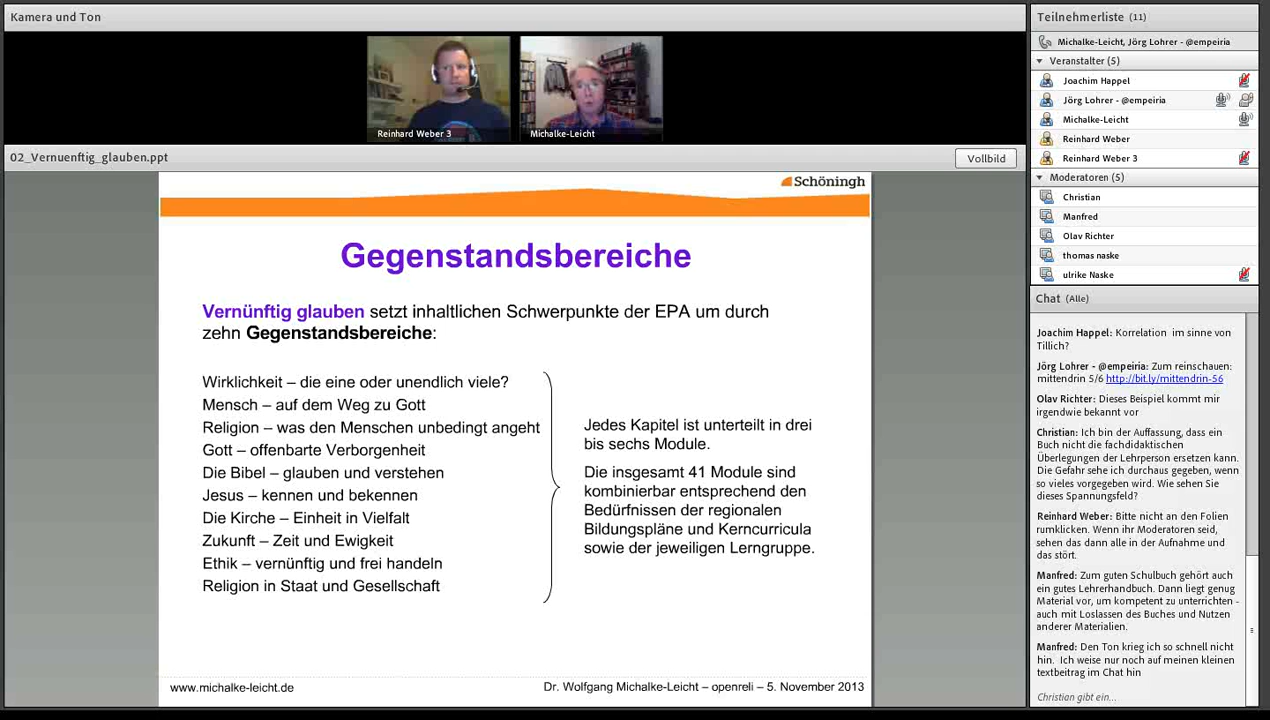 Kamera und Ton
Reinhard Weber 3
Michalke-Leicht
02_Vernuenftig_glauben.ppt
Vollbild
Schöningh
Gegenstandsbereiche
Vernünftig glauben setzt inhaltlichen Schwerpunkte der EPA um durch
zehn Gegenstandsbereiche:
Wirklichkeit – die eine oder unendlich viele?
Mensch – auf dem Weg zu Gott
Religion – was den Menschen unbedingt angeht
Gott – offenbarte Verborgenheit
Die Bibel – glauben und verstehen
Jesus – kennen und bekennen
Die Kirche – Einheit in Vielfalt
Zukunft – Zeit und Ewigkeit
Ethik – vernünftig und frei handeln
Religion in Staat und Gesellschaft
Jedes Kapitel ist unterteilt in drei
bis sechs Module.
Die insgesamt 41 Module sind
kombinierbar entsprechend den
Bedürfnissen der regionalen
Bildungspläne und Kerncurricula
sowie der jeweiligen Lerngruppe.
www.michalke-leicht.de
Dr. Wolfgang Michalke-Leicht – openreli – 5. November 2013
Teilnehmerliste (11)
Michalke-Leicht, Jörg Lohrer - @empeiria
Veranstalter (5)
Joachim Happel
Jörg Lohrer - @empeiria
Michalke-Leicht
Reinhard Weber
Reinhard Weber 3
Moderatoren (5)
Christian
Manfred
Olav Richter
thomas naske
ulrike Naske
Chat (Alle)
Joachim Happel: Korrelation im sinne von
Tillich?
Jörg Lohrer - @empeiria: Zum reinschauen:
mittendrin 5/6 http://bit.ly/mittendrin-56
Olav Richter: Dieses Beispiel kommt mir
irgendwie bekannt vor
Christian: Ich bin der Auffassung, dass ein
Buch nicht die fachdidaktischen
Überlegungen der Lehrperson ersetzen kann.
Die Gefahr sehe ich durchaus gegeben, wenn
so vieles vorgegeben wird. Wie sehen Sie
dieses Spannungsfeld?
Reinhard Weber: Bitte nicht an den Folien
rumklicken. Wenn ihr Moderatoren seid,
sehen das dann alle in der Aufnahme und
das stört.
Manfred: Zum guten Schulbuch gehört auch
ein gutes Lehrerhandbuch. Dann liegt genug
Material vor, um kompetent zu unterrichten -
auch mit Loslassen des Buches und Nutzen
anderer Materialien.
Manfred: Den Ton krieg ich so schnell nicht
hin. Ich weise nur noch auf meinen kleinen
textbeitrag im Chat hin
Christian gibt ein...